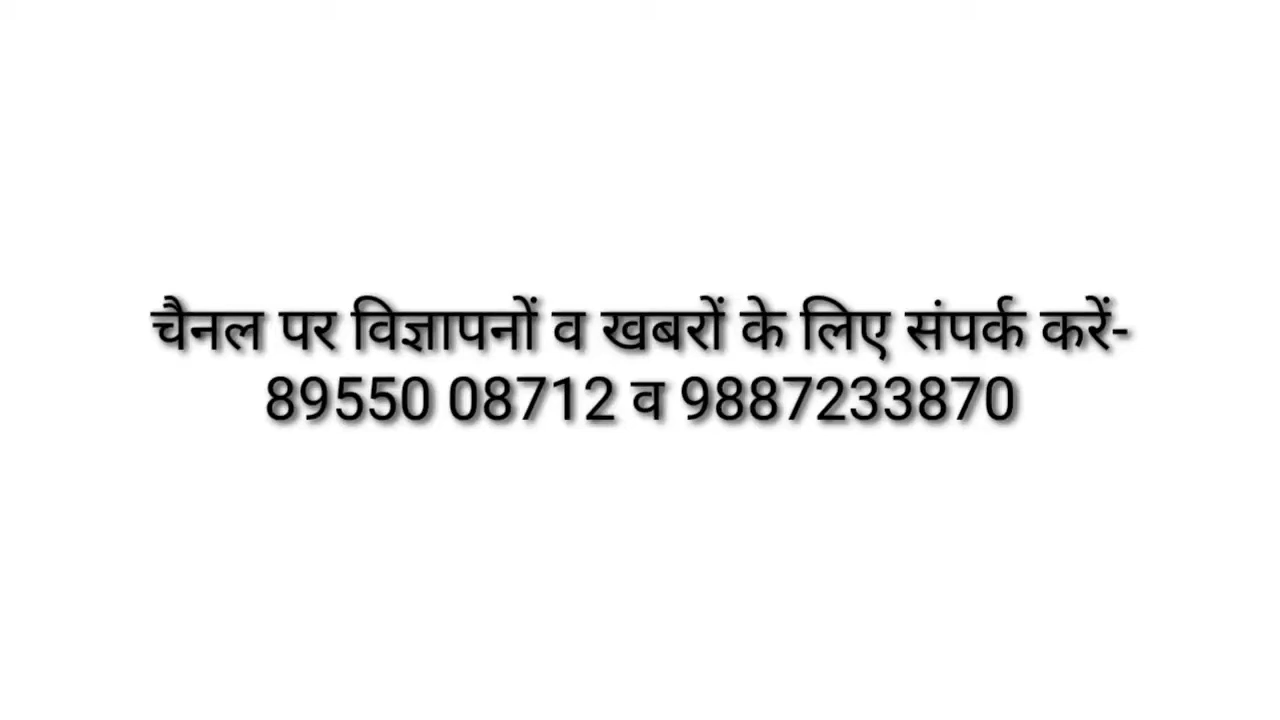 चैनल पर विज्ञापनों व खबरों के लिए संपर्क करें-
89550 08712 व 9887233870